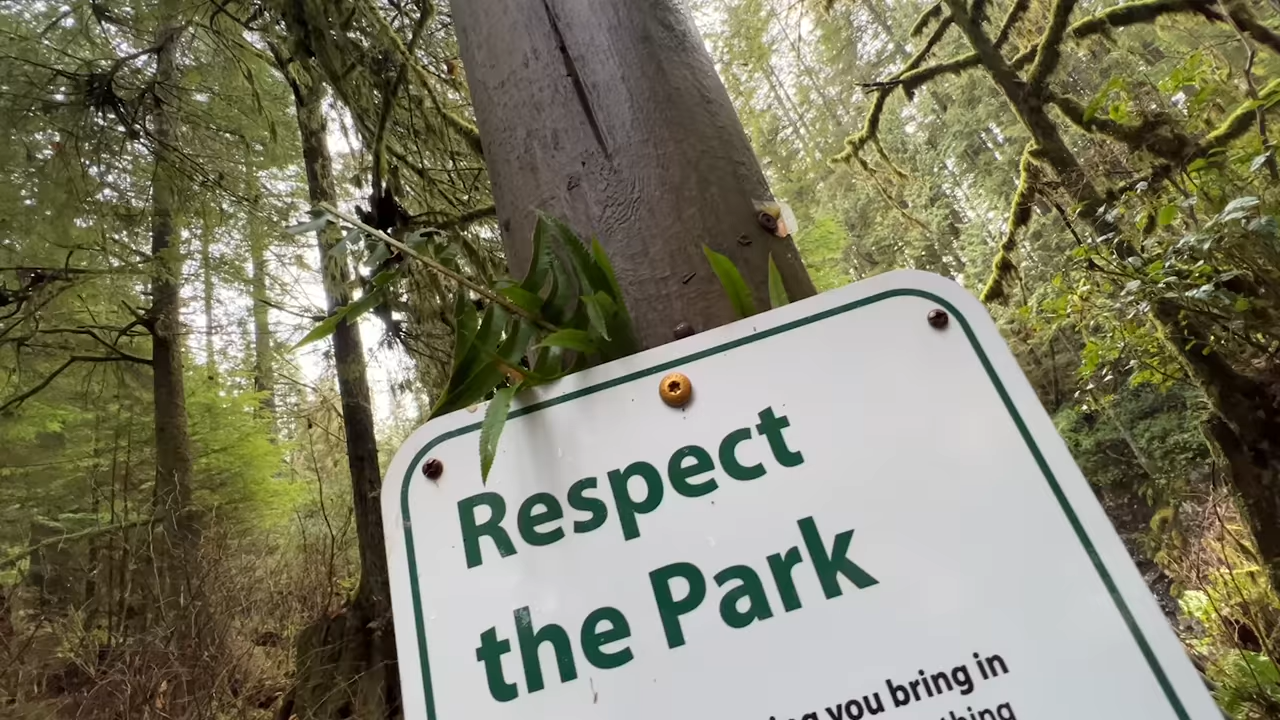 Respect
the Park
you bring in